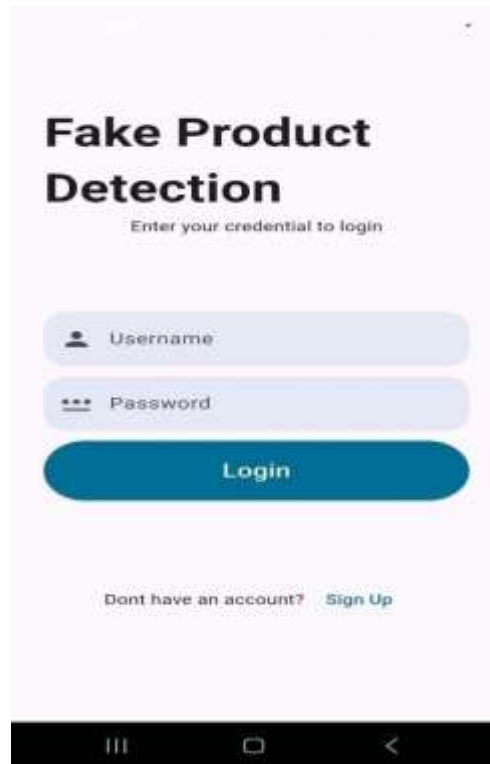 Fake Product
Detection
Enter your credential to login
Username
Password
Login
Dont have an account? Sign Up